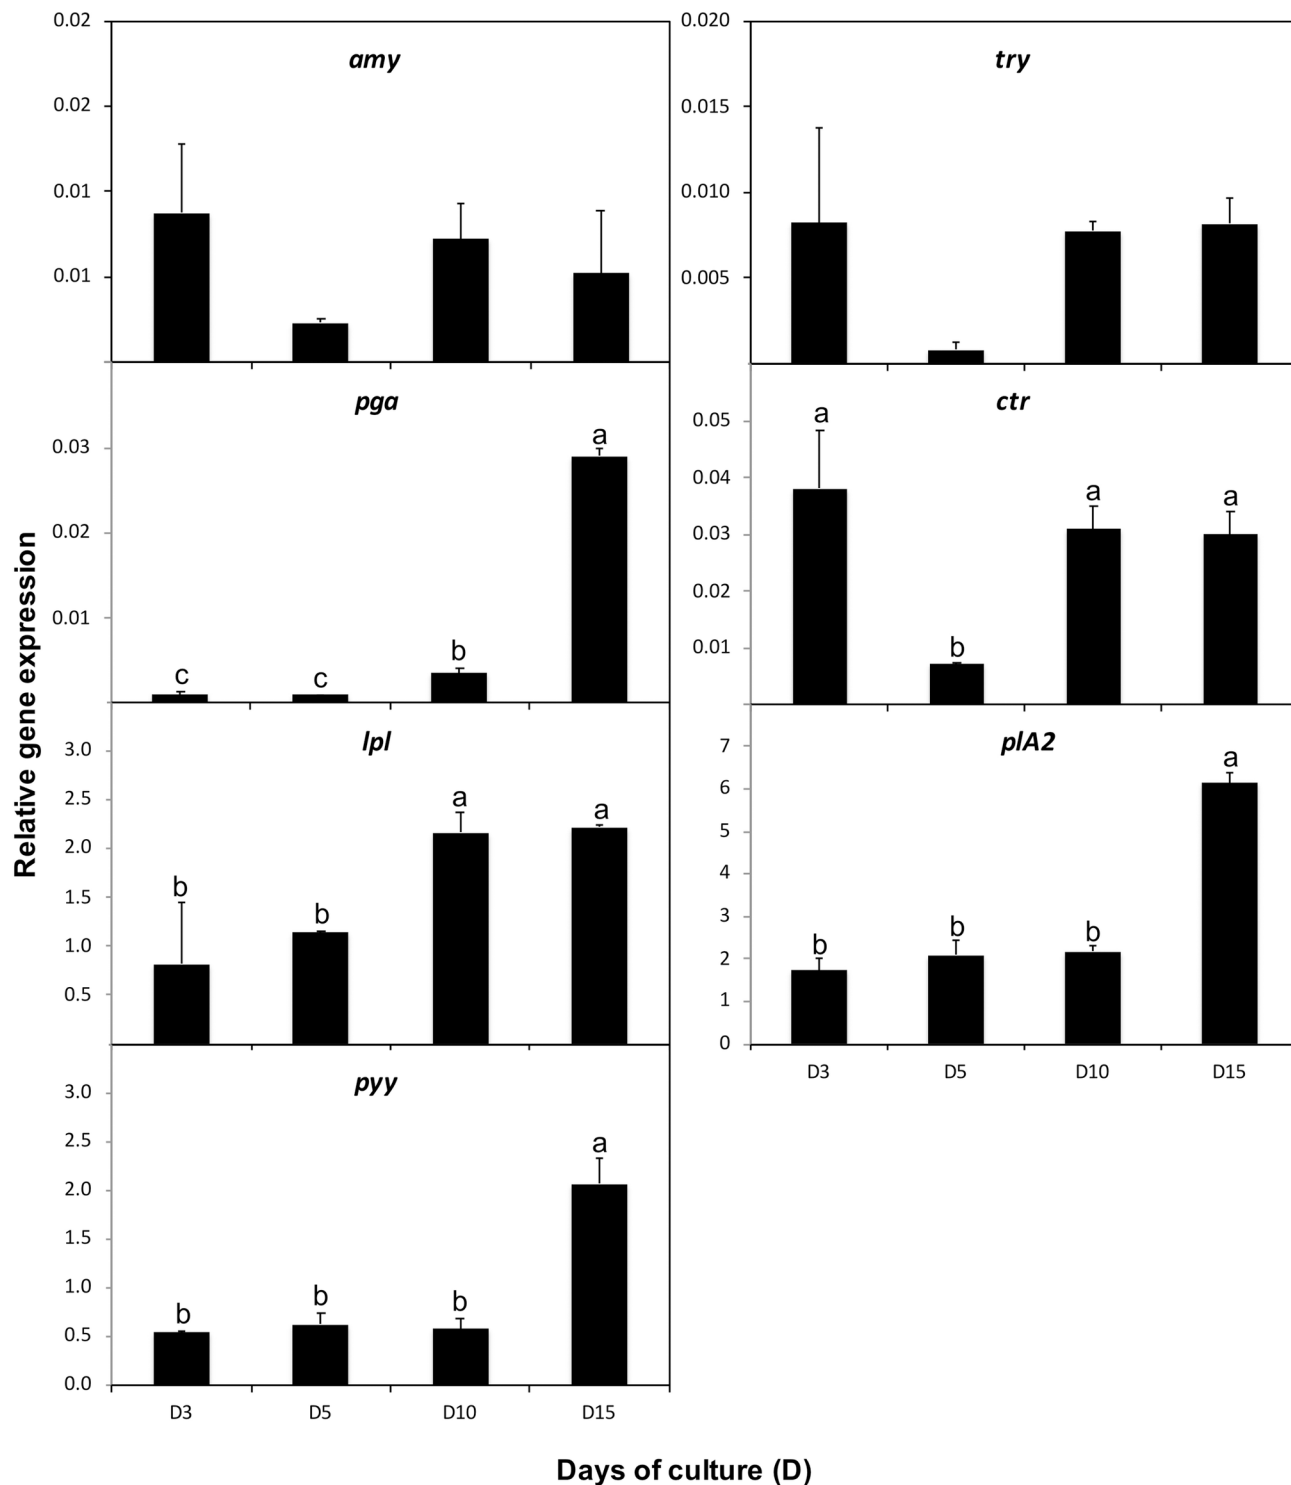 Relative gene expression
amy
0.02
0.02
0.01
0.01
try
0.020
0.015
0.010
0.005
pga
0.03
0.02
0.01
c
c
b
a
ctr
0.05
0.04
0.03
0.02
0.01
a
b
a
a
lpl
3.0
2.5
2.0
1.5
1.0
0.5
b
b
a
a
plA2
7
6
5
4
3
2
1
0
b
b
b
a
D3 D5 D10 D15
pyy
3.0
2.5
2.0
1.5
1.0
0.5
0.0
b
b
b
a
D3 D5 D10 D15
Days of culture (D)